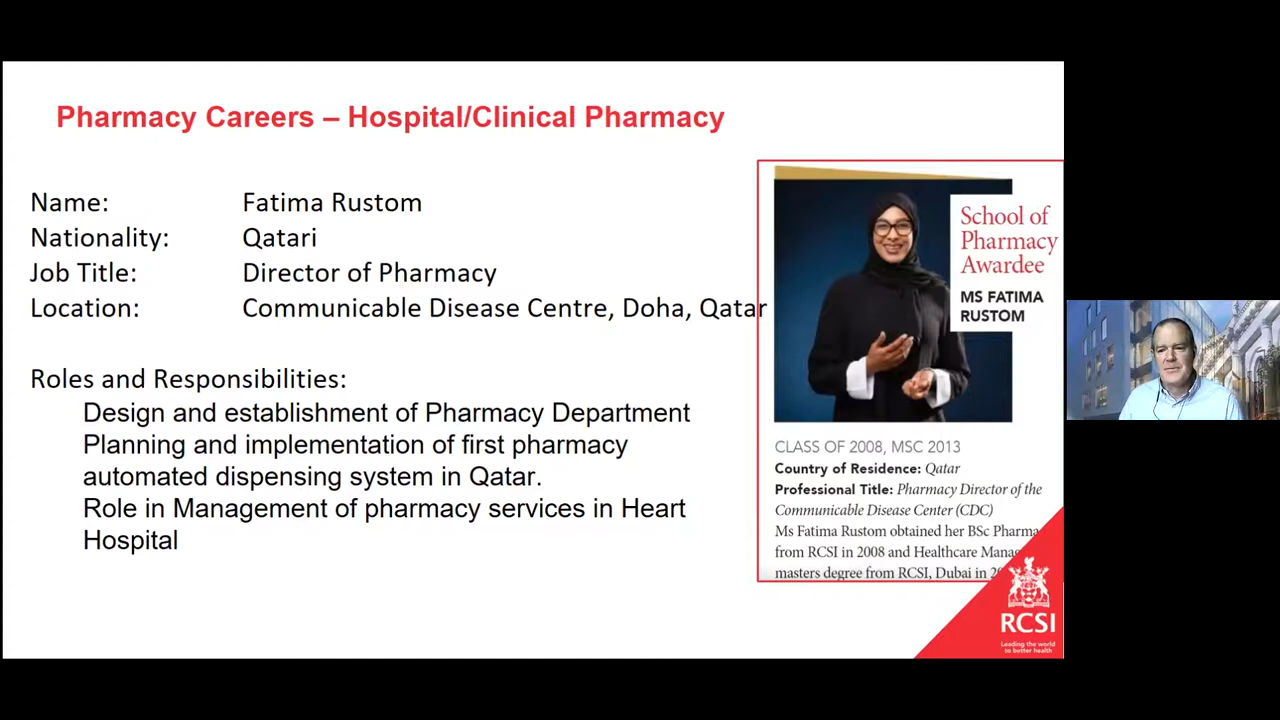 Pharmacy Careers – Hospital/Clinical Pharmacy
Name: Fatima Rustom
Nationality: Qatari
Job Title: Director of Pharmacy
Location: Communicable Disease Centre, Doha, Qatar
Roles and Responsibilities:
Design and establishment of Pharmacy Department
Planning and implementation of first pharmacy
automated dispensing system in Qatar.
Role in Management of pharmacy services in Heart
Hospital
School of
Pharmacy
Awardee
MS FATIMA
RUSTOM
CLASS OF 2008, MSC 2013
Country of Residence: Qatar
Professional Title: Pharmacy Director of the
Communicable Disease Center (CDC)
Ms Fatima Rustom obtained her BSc
from RCSI in 2008 and Healthcare
masters degree from RCSI, Dubai in
RCSI
Leading the world
to better health